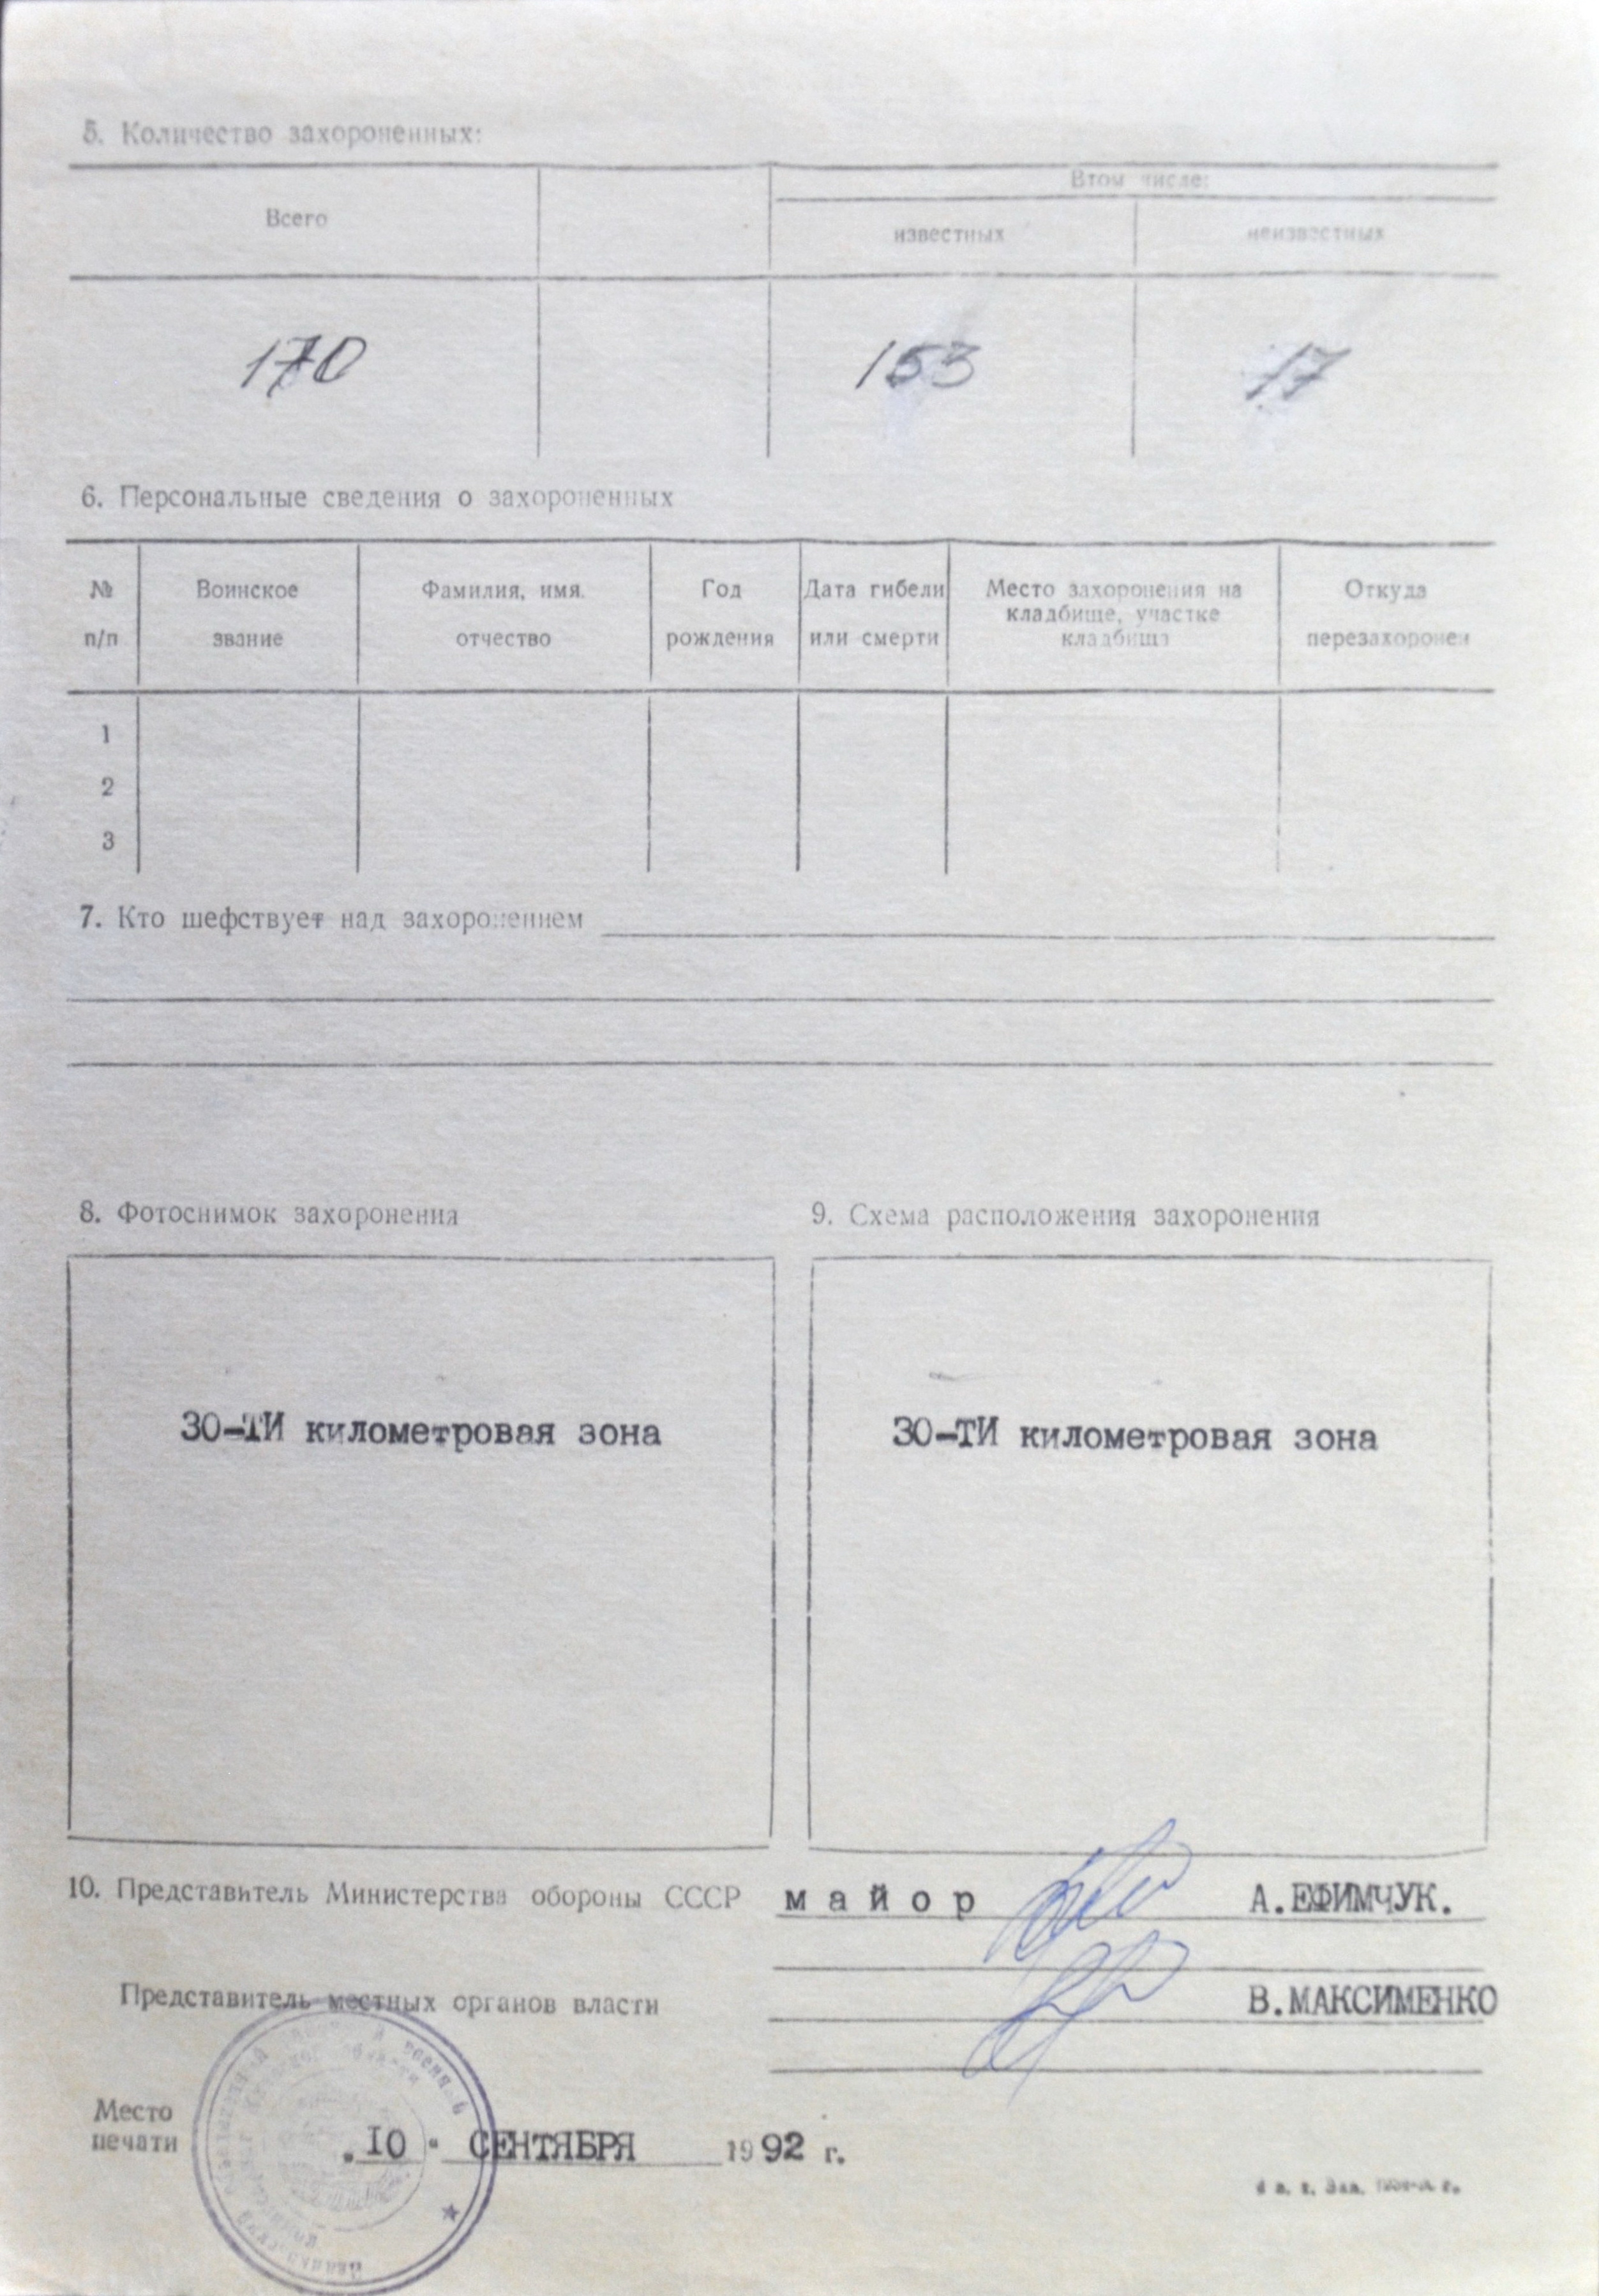 5. Количество захороненных:
Всего
Втом числе:
известных
неизвестных
170
153
17
6. Персональные сведения о захороненных
№ п/п
Воинское звание
Фамилия, имя. отчество
Год рождения
Дата гибели или смерти
Место захоронения на кладбище, участке кладбища
Откуда перезахоронен
1
2
3
7. Кто шефствует над захоронением
8. Фотоснимок захоронения
9. Схема расположения захоронения
30-ТИ километровая зона
30-ТИ километровая зона
10. Представитель Министерства обороны СССР майор А.ЕФИМЧУК.
Представитель местных органов власти В.МАКСИМЕНКО
Место
печати
.10. СЕНТЯБРЯ 1992 г.